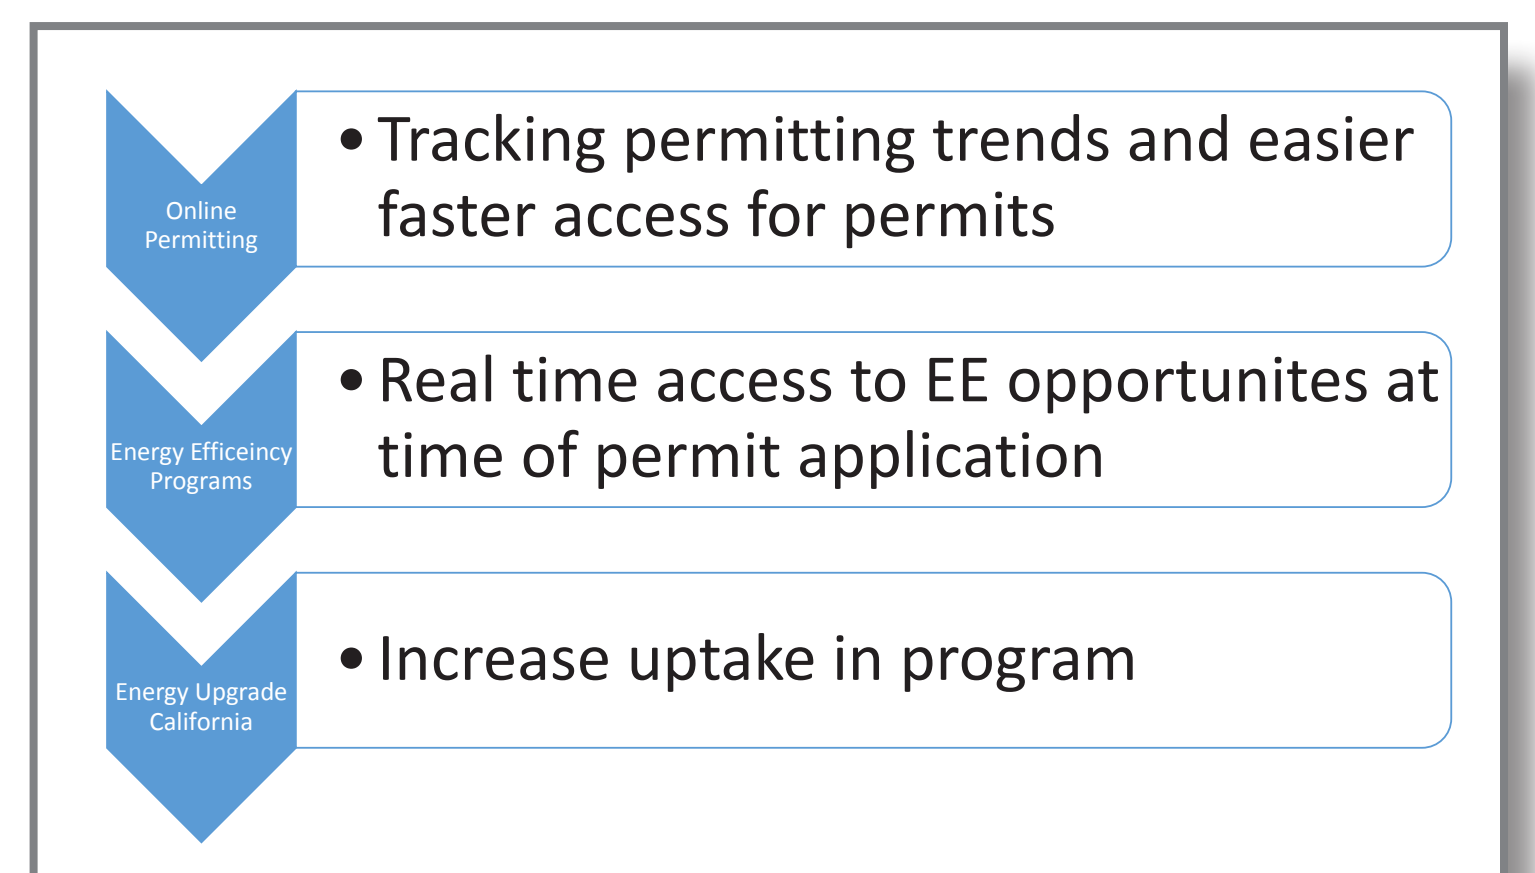 Online
Permitting
• Tracking permitting trends and easier
faster access for permits
Energy Efficeincy
Programs
• Real time access to EE opportunites at
time of permit application
Energy Upgrade
California
• Increase uptake in program